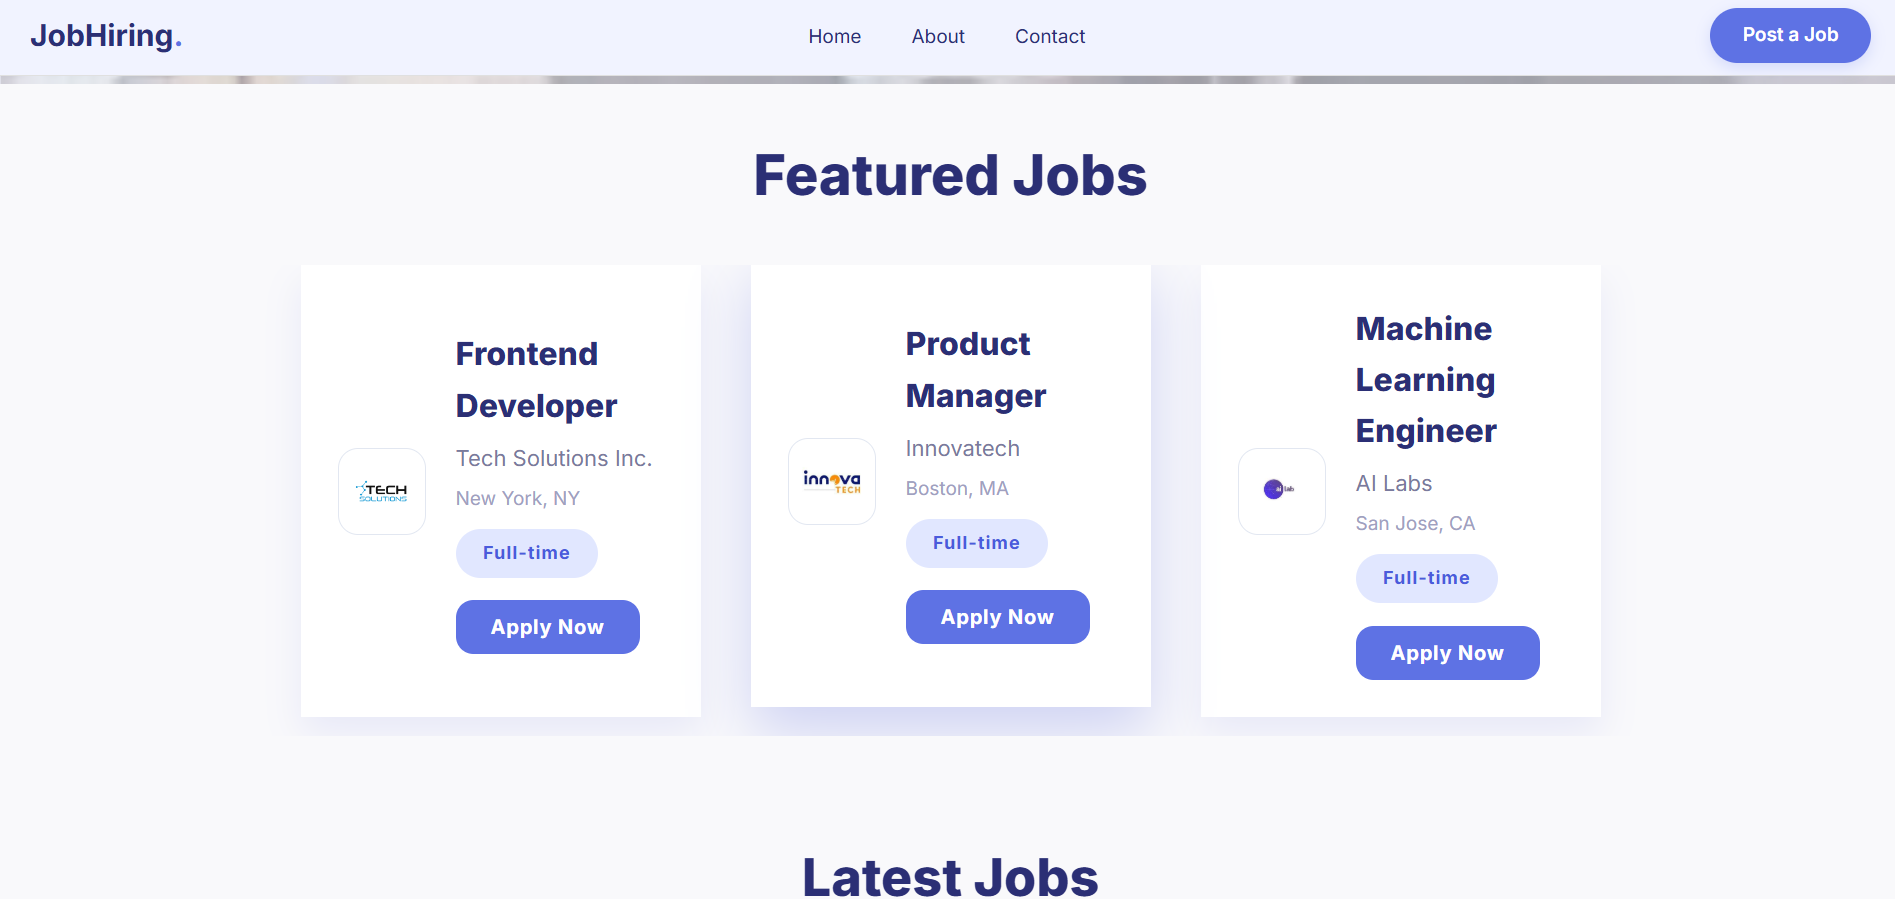 JobHiring.
Home
About
Contact
Post a Job
Featured Jobs
TECH
SOLUTIONS
Frontend
Developer
Tech Solutions Inc.
New York, NY
Full-time
Apply Now
innova
TECH
Product
Manager
Innovatech
Boston, MA
Full-time
Apply Now
ai lab
Machine
Learning
Engineer
AI Labs
San Jose, CA
Full-time
Apply Now
Latest Jobs